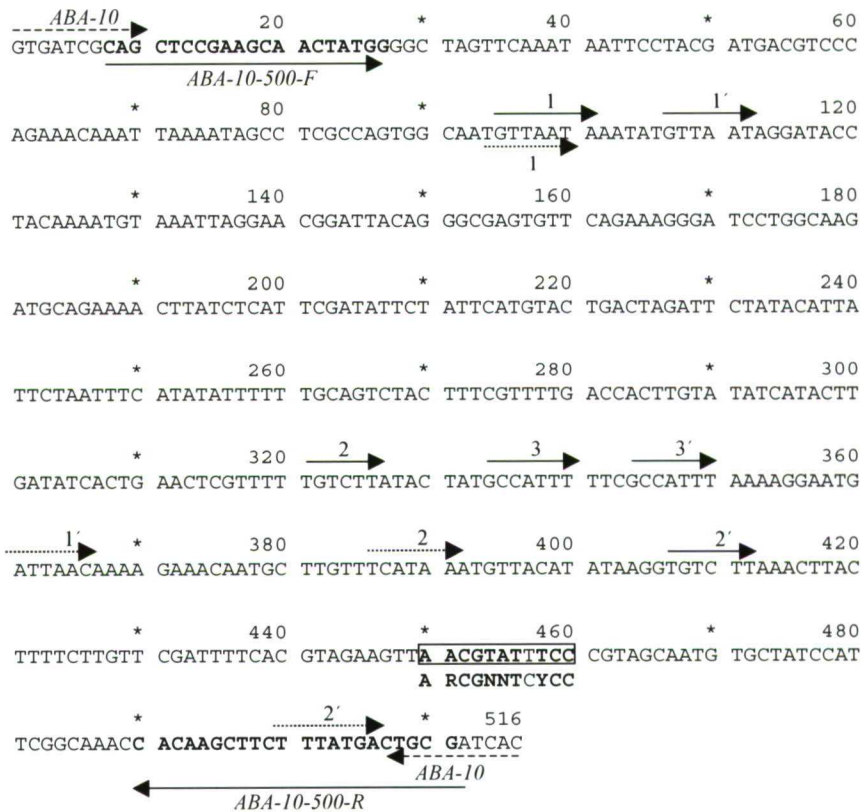 ABA-10 20 * 40 * 60
GTGATCGCAG CTCCGAAGCA ACTATGGGGC TAGTTCAAAT AATTCCTACG ATGACGTCCC
ABA-10-500-F
* 80 * 1 1´ 120
AGAAACAAAT TAAAATAGCC TCGCCAGTGG CAATGTTAAT AAATATGTTA ATAGGATACC
1
* 140 * 160 * 180
TACAAAATGT AAATTAGGAA CGGATTACAG GGCGAGTGTT CAGAAAGGGA TCCTGGCAAG
* 200 * 220 * 240
ATGCAGAAAA CTTATCTCAT TCGATATTCT ATTCATGTAC TGACTAGATT CTATACATTA
* 260 * 280 * 300
TTCTAATTTC ATATATTTTT TGCAGTCTAC TTTCGTTTTG ACCACTTGTA TATCATACTT
* 320 2 3 3´ 360
GATATCACTG AACTCGTTTT TGTCTTATAC TATGCCATTT TTCGCCATTT AAAAGGAATG
1´ * 380 2 400 2´ 420
ATTAACAAAA GAAACAATGC TTGTTTCATA AATGTTACAT ATAAGGTGTC TTAAACTTAC
* 440 * 460 * 480
TTTTCTTGTT CGATTTTCAC GTAGAAGTTA AACGTATTTCC CGTAGCAATG TGCTATCCAT
A RCGNNTCYCC
* 2´ * 516
TCGGCAAACC ACAAGCTTCT TTATGACTGC GATCAC
ABA-10
ABA-10-500-R